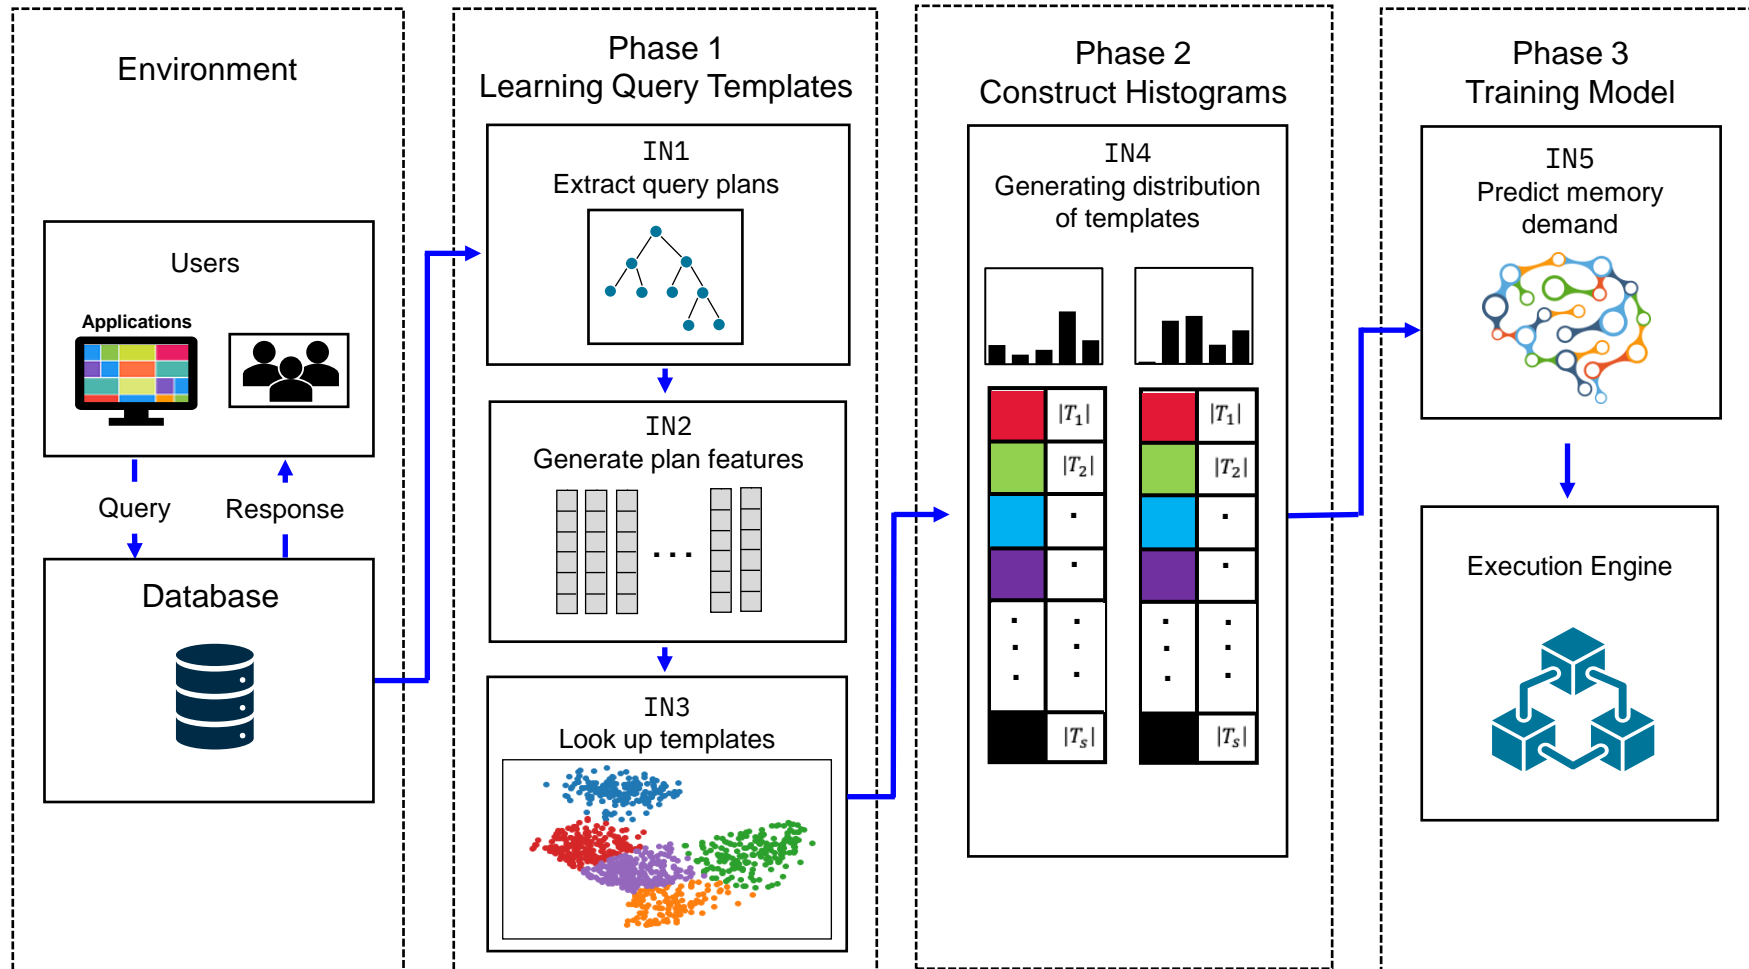 Environment
Users
Applications
Query
Response
Database
Phase 1
Learning Query Templates
IN1
Extract query plans
IN2
Generate plan features
. . .
IN3
Look up templates
Phase 2
Construct Histograms
IN4
Generating distribution
of templates
|T₁| |T₁|
|T₂| |T₂|
|Tₛ| |Tₛ|
Phase 3
Training Model
IN5
Predict memory
demand
Execution Engine